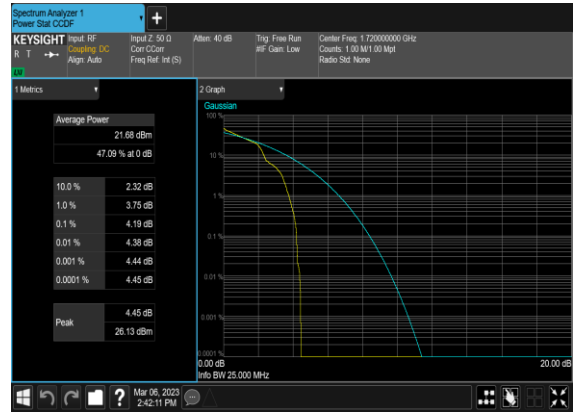 Spectrum Analyzer 1
Power Stat CCDF
+
KEYSIGHT
R T
LW
Input: RF
Coupling: DC
Align: Auto
Input Z: 50 Ω
Corr CCorr
Freq Ref: Int (S)
Atten: 40 dB
Trig: Free Run
#IF Gain: Low
Center Freq: 1.720000000 GHz
Counts: 1.00 M/1.00 Mpt
Radio Std: None
1 Metrics
Average Power
21.68 dBm
47.09 % at 0 dB
10.0 % 2.32 dB
1.0 % 3.75 dB
0.1 % 4.19 dB
0.01 % 4.38 dB
0.001 % 4.44 dB
0.0001 % 4.45 dB
Peak
4.45 dB
26.13 dBm
2 Graph
Gaussian
100 %
10 %
1 %
0.1 %
0.01 %
0.001 %
0.0001 %
0.00 dB
20.00 dB
Info BW 25.000 MHz
?
Mar 06, 2023
2:42:11 PM